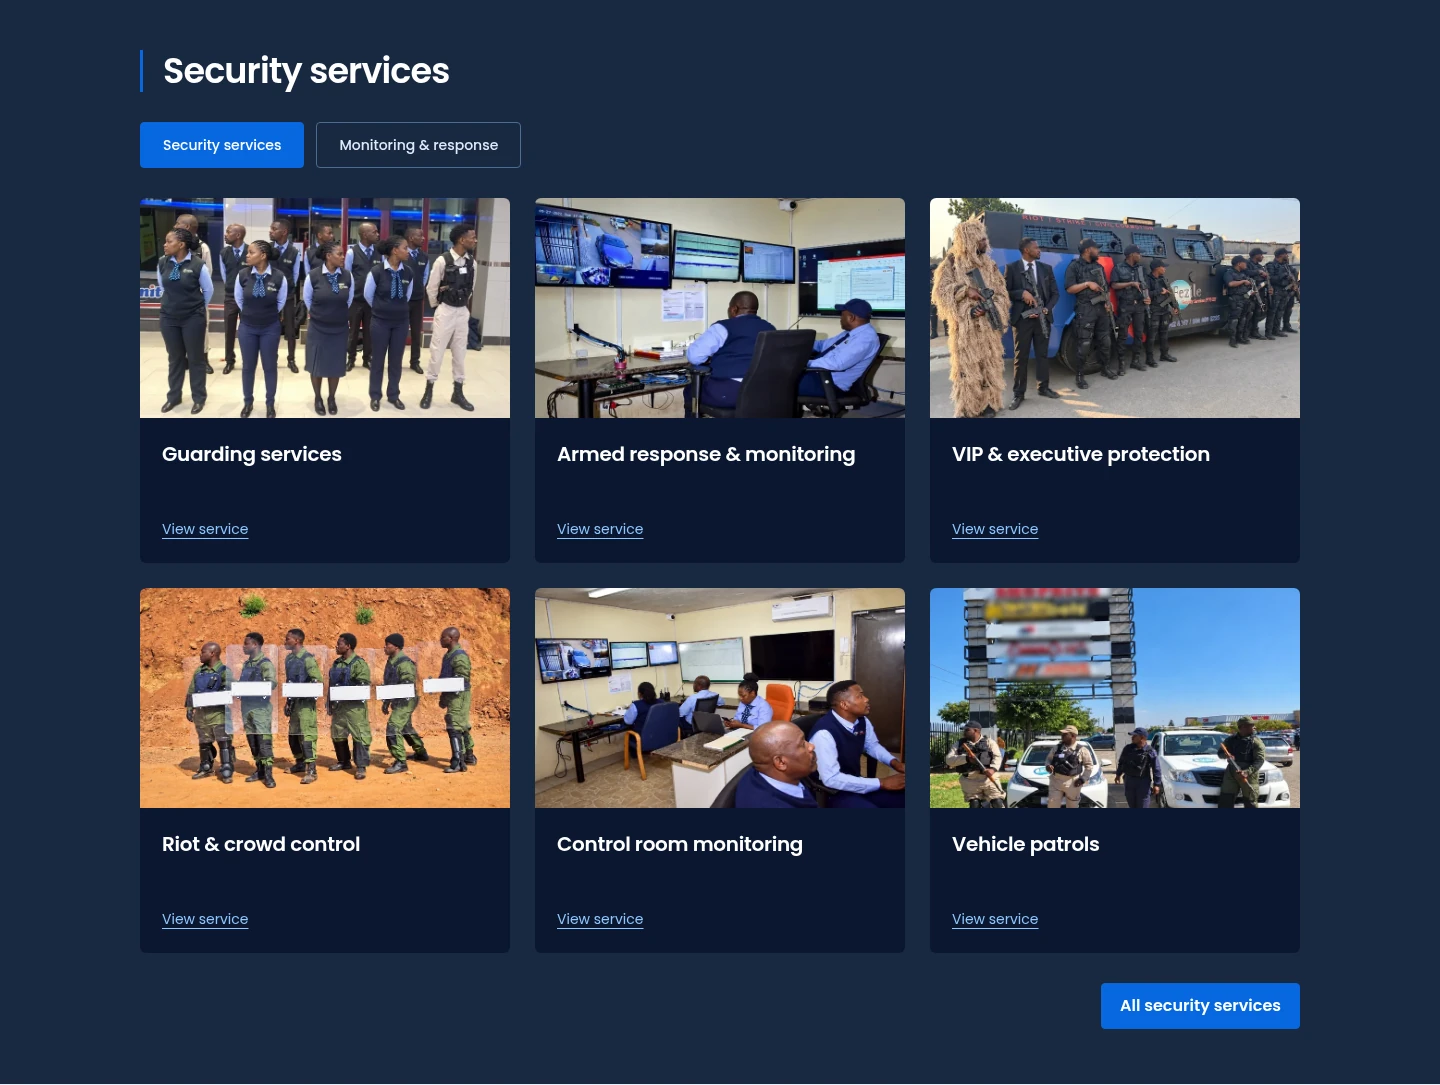 Security services
Security services
Monitoring & response
Guarding services
View service
Armed response & monitoring
View service
VIP & executive protection
View service
Riot & crowd control
View service
Control room monitoring
View service
Vehicle patrols
View service
All security services